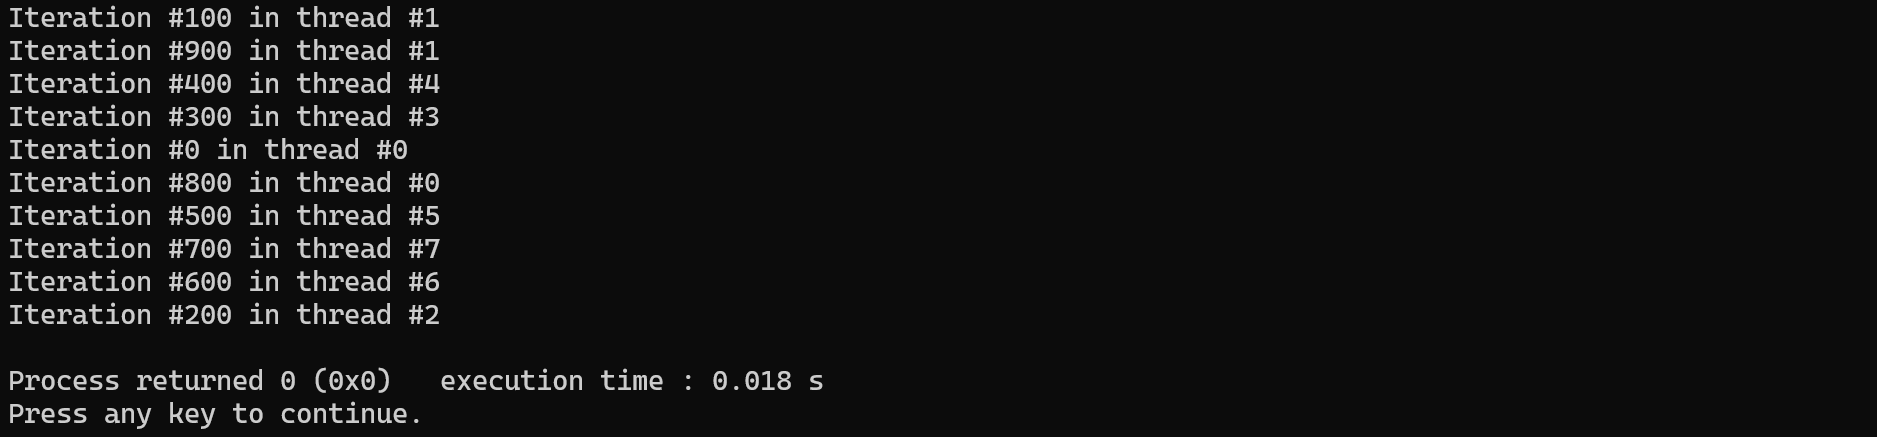 Iteration #100 in thread #1
Iteration #900 in thread #1
Iteration #400 in thread #4
Iteration #300 in thread #3
Iteration #0 in thread #0
Iteration #800 in thread #0
Iteration #500 in thread #5
Iteration #700 in thread #7
Iteration #600 in thread #6
Iteration #200 in thread #2
Process returned 0 (0x0)   execution time : 0.018 s
Press any key to continue.